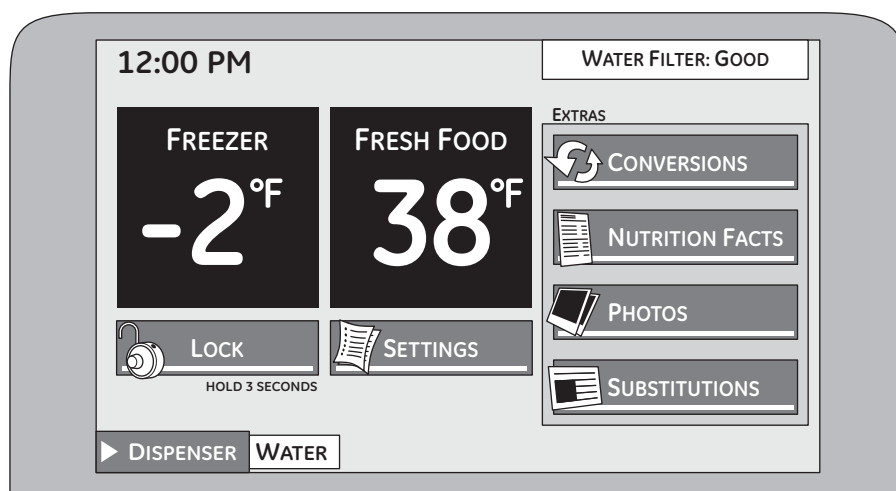 12:00 PM
WATER FILTER: GOOD
FREEZER
-2°F
FRESH FOOD
38°F
EXTRAS
CONVERSIONS
NUTRITION FACTS
PHOTOS
SUBSTITUTIONS
LOCK
HOLD 3 SECONDS
SETTINGS
DISPENSER
WATER